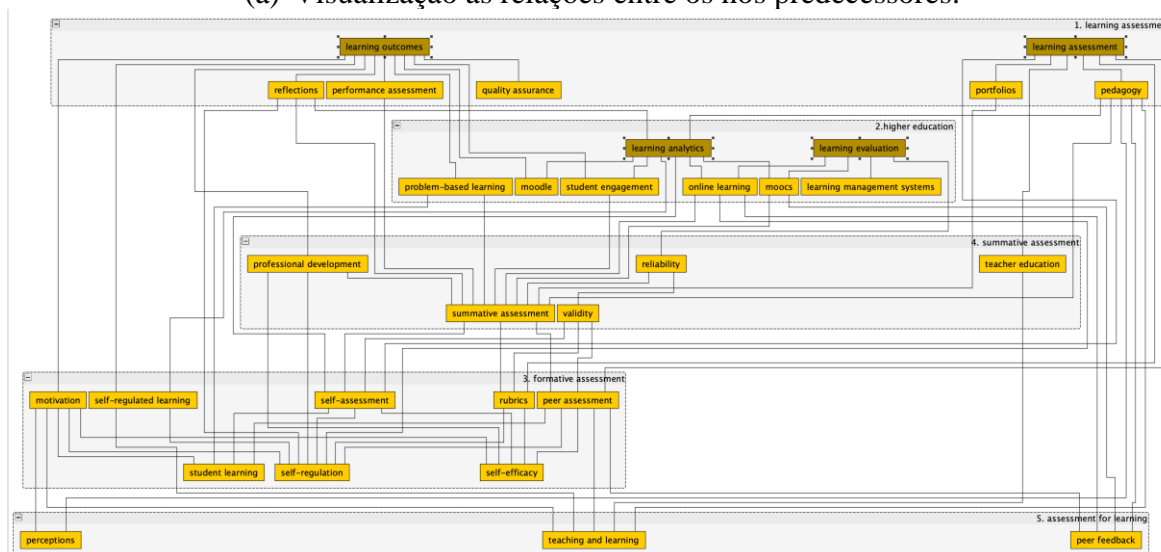 (a) Visualização as relações entre os nós predecessores.
1. learning assessme
learning outcomes
learning assessment
reflections
performance assessment
quality assurance
portfolios
pedagogy
2.higher education
learning analytics
learning evaluation
problem-based learning
moodle
student engagement
online learning
moocs
learning management systems
4. summative assessment
professional development
reliability
teacher education
summative assessment
validity
3. formative assessment
motivation
self-regulated learning
self-assessment
rubrics
peer assessment
student learning
self-regulation
self-efficacy
5. assessment for learning
perceptions
teaching and learning
peer feedback